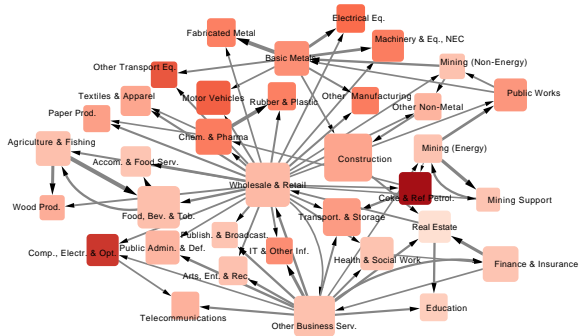 Electrical Eq.
Fabricated Metal
Machinery & Eq., NEC
Basic Metals
Mining (Non-Energy)
Other Transport Eq.
Textiles & Apparel
Motor Vehicles
Rubber & Plastic
Other Manufacturing
Public Works
Other Non-Metal
Paper Prod.
Chem. & Pharma
Agriculture & Fishing
Construction
Mining (Energy)
Accom. & Food Serv.
Wholesale & Retail
Coke & Ref Petrol.
Mining Support
Wood Prod.
Food, Bev. & Tob.
Transport. & Storage
Real Estate
Publish. & Broadcast.
Comp., Electr. & Opt.
Public Admin. & Def.
IT & Other Inf.
Health & Social Work
Finance & Insurance
Arts, Ent. & Rec.
Telecommunications
Other Business Serv.
Education